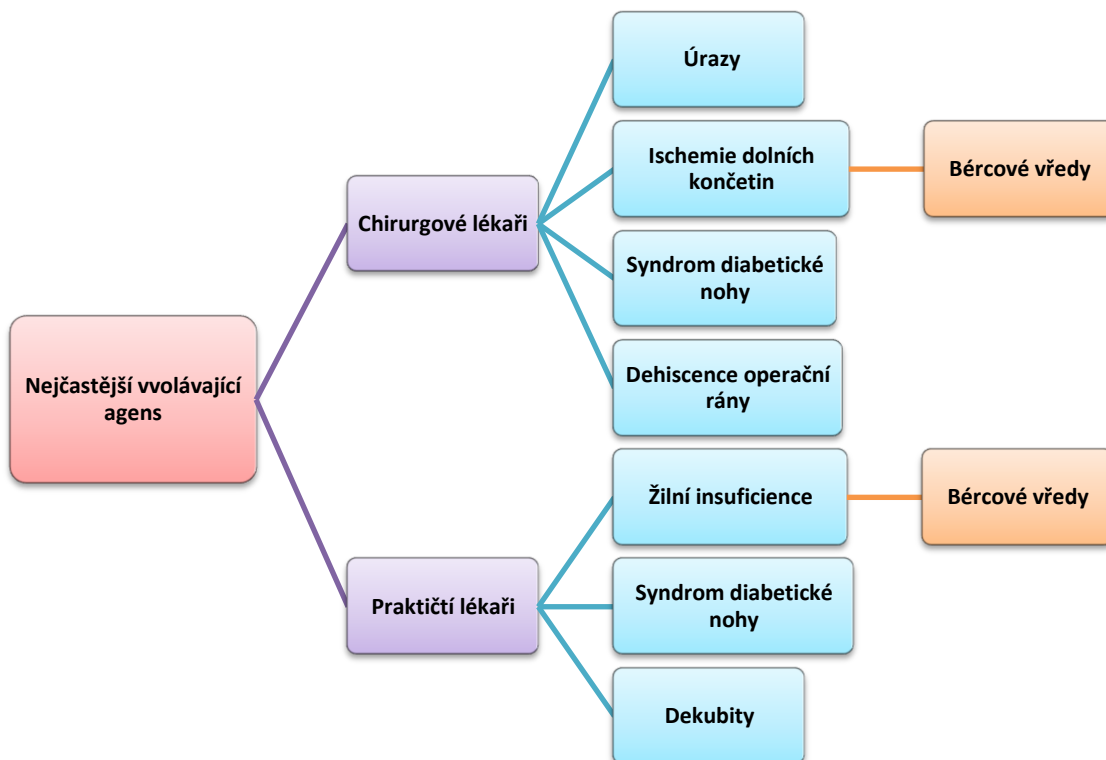 Úrazy
Ischemie dolních
končetin
Bércové vředy
Chirurgové lékaři
Syndrom diabetické
nohy
Nejčastější vvolávající
agens
Dehiscence operační
rány
Žilní insuficience
Bércové vředy
Praktičtí lékaři
Syndrom diabetické
nohy
Dekubity